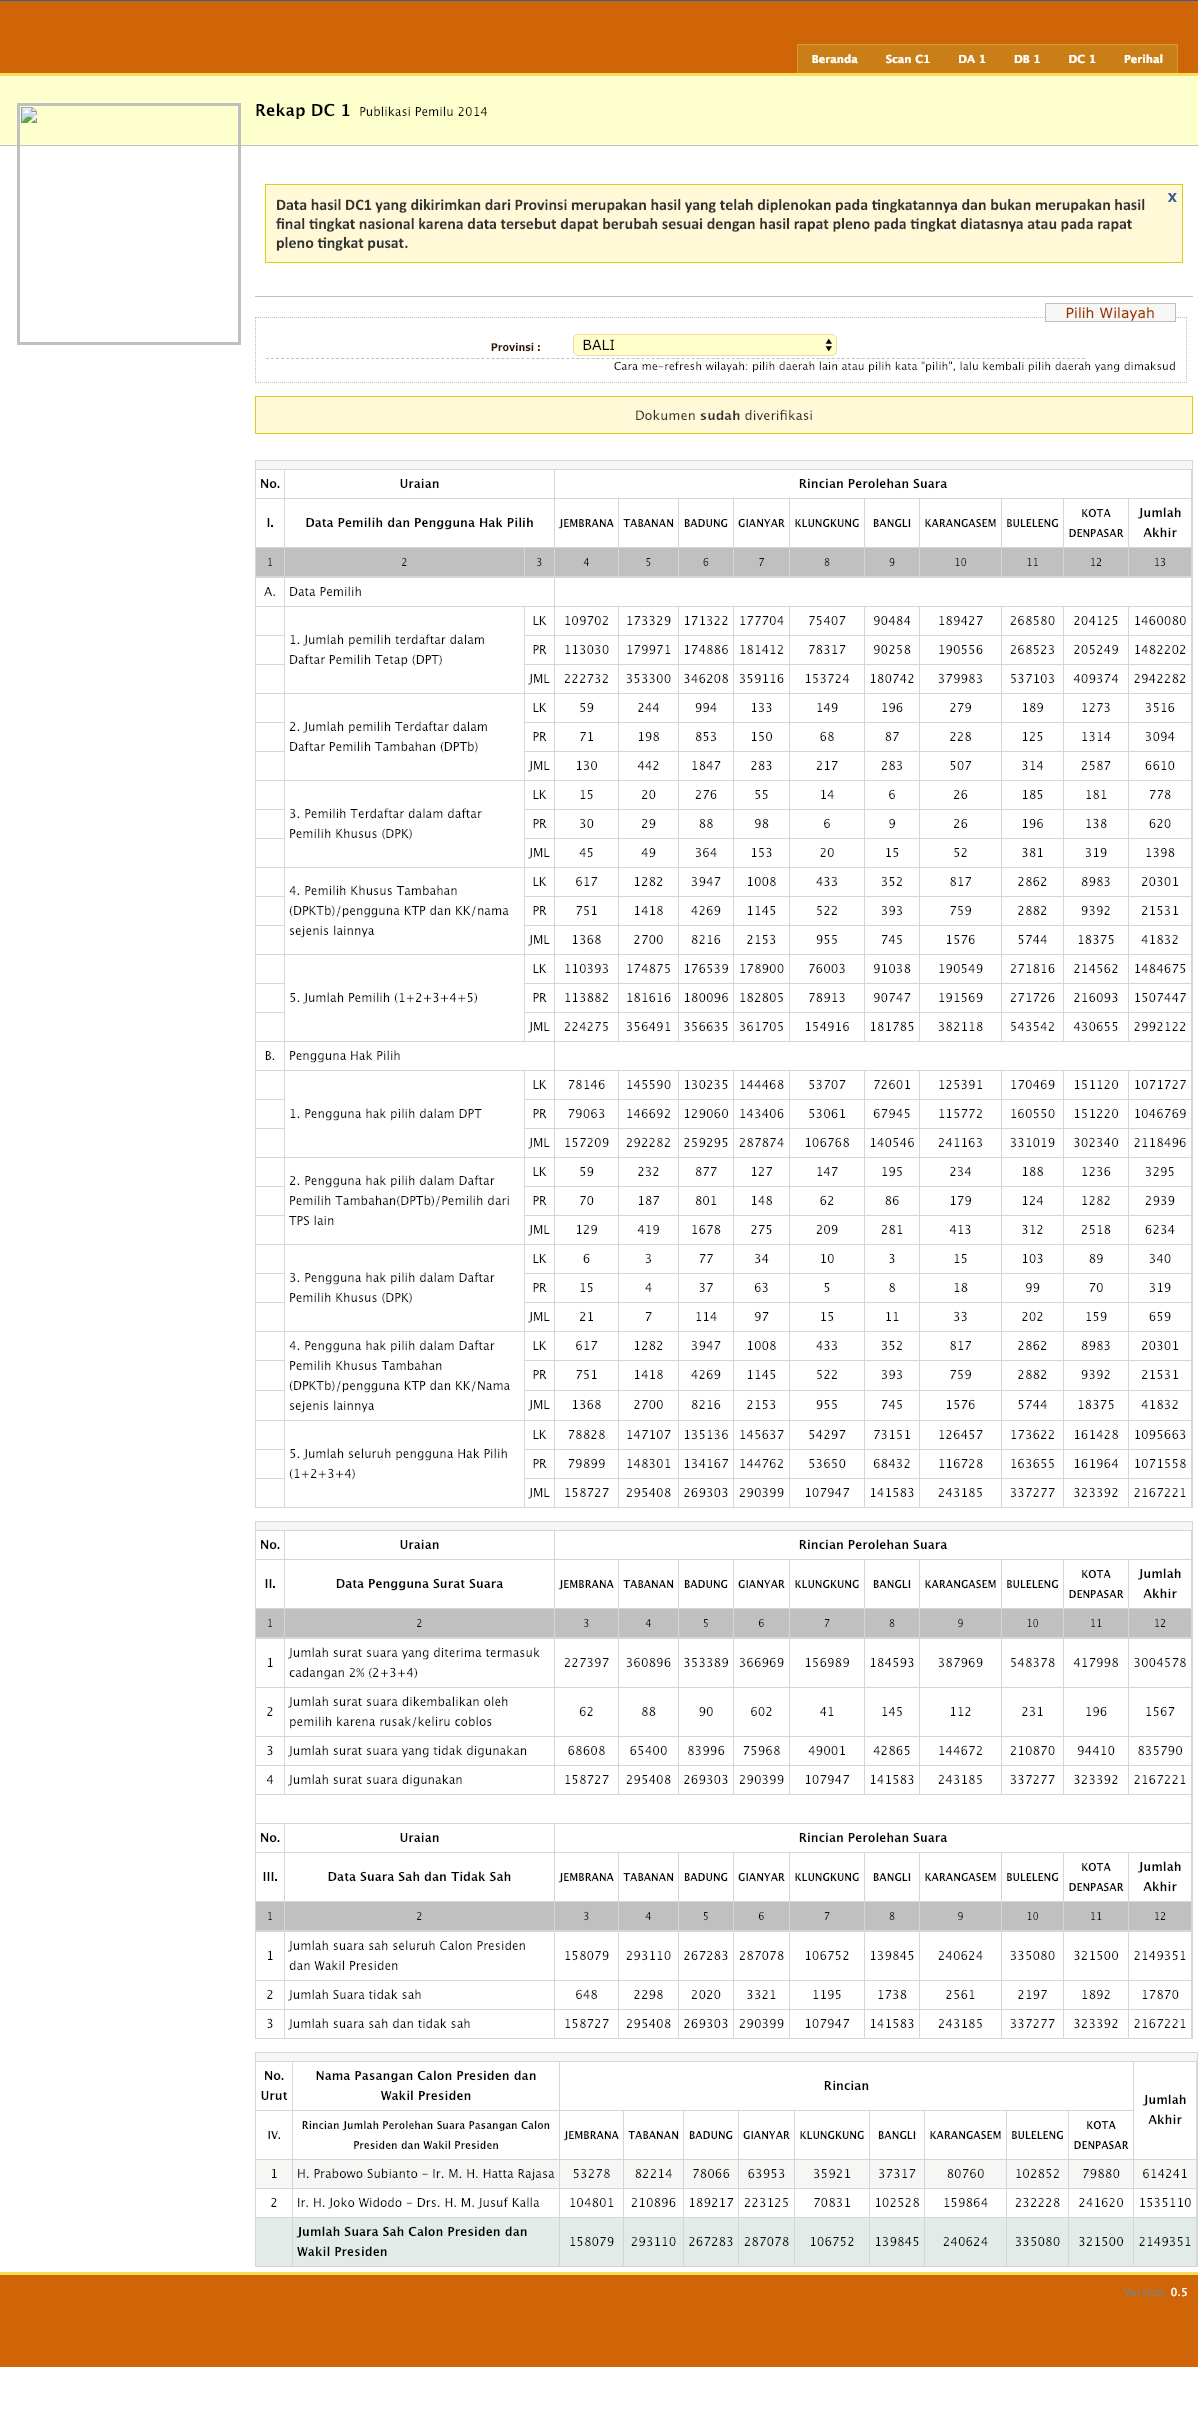 Beranda Scan C1 DA 1 DB 1 DC 1 Perihal
Rekap DC 1 Publikasi Pemilu 2014
x
Data hasil DC1 yang dikirimkan dari Provinsi merupakan hasil yang telah diplenokan pada tingkatannya dan bukan merupakan hasil
final tingkat nasional karena data tersebut dapat berubah sesuai dengan hasil rapat pleno pada tingkat diatasnya atau pada rapat
pleno tingkat pusat.
Pilih Wilayah
Provinsi : BALI
Cara me-refresh wilayah: pilih daerah lain atau pilih kata "pilih", lalu kembali pilih daerah yang dimaksud
Dokumen sudah diverifikasi
No. Uraian Rincian Perolehan Suara
I. Data Pemilih dan Pengguna Hak Pilih JEMBRANA TABANAN BADUNG GIANYAR KLUNGKUNG BANGLI KARANGASEM BULELENG KOTA DENPASAR Jumlah Akhir
1 2 3 4 5 6 7 8 9 10 11 12 13
A. Data Pemilih
1. Jumlah pemilih terdaftar dalam
Daftar Pemilih Tetap (DPT)
LK 109702 173329 171322 177704 75407 90484 189427 268580 204125 1460080
PR 113030 179971 174886 181412 78317 90258 190556 268523 205249 1482202
JML 222732 353300 346208 359116 153724 180742 379983 537103 409374 2942282
2. Jumlah pemilih Terdaftar dalam
Daftar Pemilih Tambahan (DPTb)
LK 59 244 994 133 149 196 279 189 1273 3516
PR 71 198 853 150 68 87 228 125 1314 3094
JML 130 442 1847 283 217 283 507 314 2587 6610
3. Pemilih Terdaftar dalam daftar
Pemilih Khusus (DPK)
LK 15 20 276 55 14 6 26 185 181 778
PR 30 29 88 98 6 9 26 196 138 620
JML 45 49 364 153 20 15 52 381 319 1398
4. Pemilih Khusus Tambahan
(DPKTb)/pengguna KTP dan KK/nama
sejenis lainnya
LK 617 1282 3947 1008 433 352 817 2862 8983 20301
PR 751 1418 4269 1145 522 393 759 2882 9392 21531
JML 1368 2700 8216 2153 955 745 1576 5744 18375 41832
5. Jumlah Pemilih (1+2+3+4+5)
LK 110393 174875 176539 178900 76003 91038 190549 271816 214562 1484675
PR 113882 181616 180096 182805 78913 90747 191569 271726 216093 1507447
JML 224275 356491 356635 361705 154916 181785 382118 543542 430655 2992122
B. Pengguna Hak Pilih
1. Pengguna hak pilih dalam DPT
LK 78146 145590 130235 144468 53707 72601 125391 170469 151120 1071727
PR 79063 146692 129060 143406 53061 67945 115772 160550 151220 1046769
JML 157209 292282 259295 287874 106768 140546 241163 331019 302340 2118496
2. Pengguna hak pilih dalam Daftar
Pemilih Tambahan(DPTb)/Pemilih dari
TPS lain
LK 59 232 877 127 147 195 234 188 1236 3295
PR 70 187 801 148 62 86 179 124 1282 2939
JML 129 419 1678 275 209 281 413 312 2518 6234
3. Pengguna hak pilih dalam Daftar
Pemilih Khusus (DPK)
LK 6 3 77 34 10 3 15 103 89 340
PR 15 4 37 63 5 8 18 99 70 319
JML 21 7 114 97 15 11 33 202 159 659
4. Pengguna hak pilih dalam Daftar
Pemilih Khusus Tambahan
(DPKTb)/pengguna KTP dan KK/Nama
sejenis lainnya
LK 617 1282 3947 1008 433 352 817 2862 8983 20301
PR 751 1418 4269 1145 522 393 759 2882 9392 21531
JML 1368 2700 8216 2153 955 745 1576 5744 18375 41832
5. Jumlah seluruh pengguna Hak Pilih
(1+2+3+4)
LK 78828 147107 135136 145637 54297 73151 126457 173622 161428 1095663
PR 79899 148301 134167 144762 53650 68432 116728 163655 161964 1071558
JML 158727 295408 269303 290399 107947 141583 243185 337277 323392 2167221
No. Uraian Rincian Perolehan Suara
II. Data Pengguna Surat Suara JEMBRANA TABANAN BADUNG GIANYAR KLUNGKUNG BANGLI KARANGASEM BULELENG KOTA DENPASAR Jumlah Akhir
1 2 3 4 5 6 7 8 9 10 11 12
1 Jumlah surat suara yang diterima termasuk
cadangan 2% (2+3+4)
227397 360896 353389 366969 156989 184593 387969 548378 417998 3004578
2 Jumlah surat suara dikembalikan oleh
pemilih karena rusak/keliru coblos
62 88 90 602 41 145 112 231 196 1567
3 Jumlah surat suara yang tidak digunakan 68608 65400 83996 75968 49001 42865 144672 210870 94410 835790
4 Jumlah surat suara digunakan 158727 295408 269303 290399 107947 141583 243185 337277 323392 2167221
No. Uraian Rincian Perolehan Suara
III. Data Suara Sah dan Tidak Sah JEMBRANA TABANAN BADUNG GIANYAR KLUNGKUNG BANGLI KARANGASEM BULELENG KOTA DENPASAR Jumlah Akhir
1 2 3 4 5 6 7 8 9 10 11 12
1 Jumlah suara sah seluruh Calon Presiden
dan Wakil Presiden
158079 293110 267283 287078 106752 139845 240624 335080 321500 2149351
2 Jumlah Suara tidak sah 648 2298 2020 3321 1195 1738 2561 2197 1892 17870
3 Jumlah suara sah dan tidak sah 158727 295408 269303 290399 107947 141583 243185 337277 323392 2167221
No. Urut Nama Pasangan Calon Presiden dan Wakil Presiden Rincian Jumlah Akhir
IV. Rincian Jumlah Perolehan Suara Pasangan Calon Presiden dan Wakil Presiden JEMBRANA TABANAN BADUNG GIANYAR KLUNGKUNG BANGLI KARANGASEM BULELENG KOTA DENPASAR
1 H. Prabowo Subianto - Ir. M. H. Hatta Rajasa 53278 82214 78066 63953 35921 37317 80760 102852 79880 614241
2 Ir. H. Joko Widodo - Drs. H. M. Jusuf Kalla 104801 210896 189217 223125 70831 102528 159864 232228 241620 1535110
Jumlah Suara Sah Calon Presiden dan
Wakil Presiden
158079 293110 267283 287078 106752 139845 240624 335080 321500 2149351
0.5